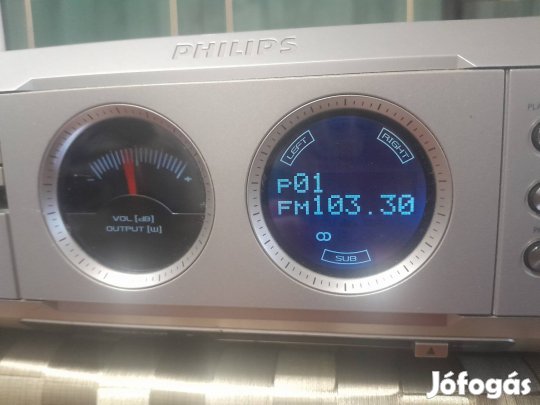 PHILIPS
VOL [dB]
OUTPUT [W]
- +
LEFT
RIGHT
P01
FM103.30
SUB
Jófogás